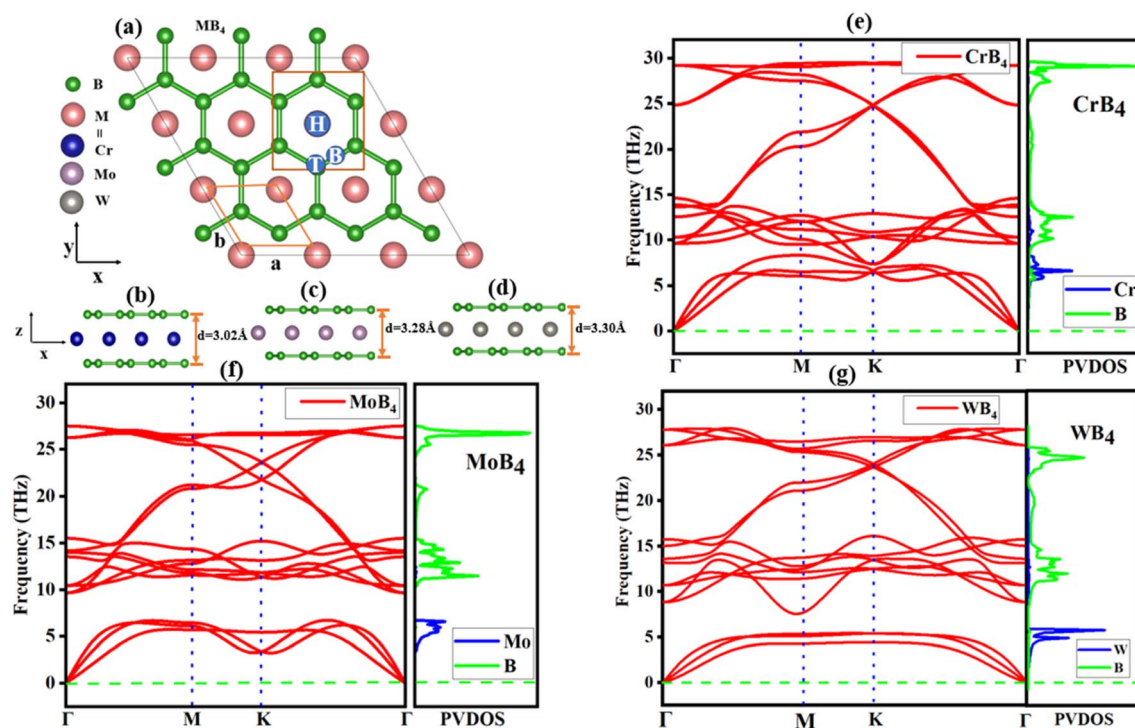 (a)
MB4
B
M
=
Cr
Mo
W
H
T B
y
x
b
a
(b)
(c)
(d)
z
x
d=3.02Å
d=3.28Å
d=3.30Å
(e)
30
25
20
15
10
5
0
Frequency (THz)
CrB4
CrB4
Cr
B
Γ M K Γ PVDOS
(f)
30
25
20
15
10
5
0
Frequency (THz)
MoB4
MoB4
Mo
B
Γ M K Γ PVDOS
(g)
30
25
20
15
10
5
0
Frequency (THz)
WB4
WB4
W
B
Γ M K Γ PVDOS